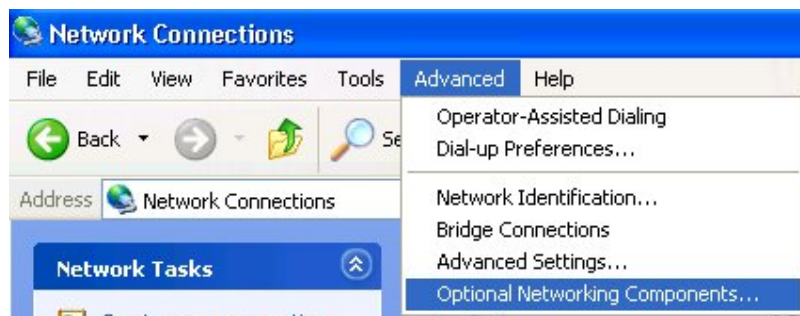 Network Connections
File Edit View Favorites Tools Advanced Help
Back
Operator-Assisted Dialing
Dial-up Preferences...
Address Network Connections
Network Identification...
Bridge Connections
Advanced Settings...
Optional Networking Components...
Network Tasks